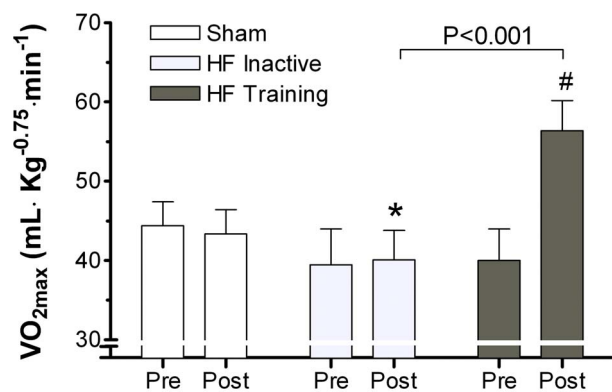 70
60
50
40
30
VO2max (mL· Kg-0.75·min-1)
Sham
HF Inactive
HF Training
P<0.001
*
#
Pre Post Pre Post Pre Post